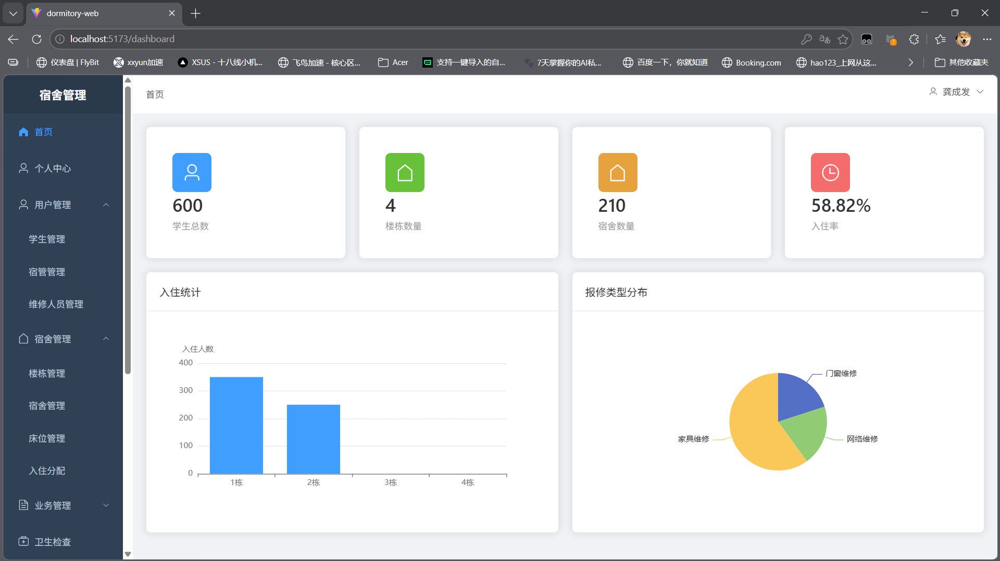 dormitory-web
localhost:5173/dashboard
仪表盘 | FlyBit
xxyun加速
XSUS - 十八线小机...
飞鸟加速 - 核心区...
Acer
支持一键导入的自...
7天掌握你的AI私...
百度一下，你就知道
Booking.com
hao123_上网从这...
其他收藏夹
宿舍管理
首页
个人中心
用户管理
学生管理
宿管管理
维修人员管理
宿舍管理
楼栋管理
宿舍管理
床位管理
入住分配
业务管理
卫生检查
首页
龚成发
600
学生总数
4
楼栋数量
210
宿舍数量
58.82%
入住率
入住统计
入住人数
400
300
200
100
0
1栋
2栋
3栋
4栋
报修类型分布
门窗维修
家具维修
网络维修